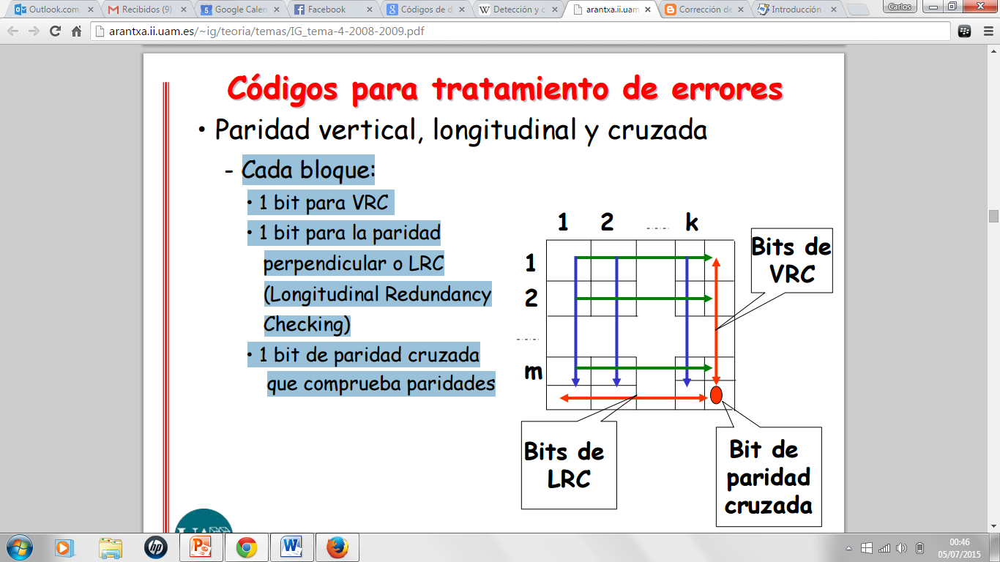 Outlook.com
Recibidos (9)
Google Calen
Facebook
Códigos de d
Detección y c
arantxa.ii.uam
Corrección de
Introducción
Carlos
arantxa.ii.uam.es/~ig/teoria/temas/IG_tema-4-2008-2009.pdf
Códigos para tratamiento de errores
• Paridad vertical, longitudinal y cruzada
- Cada bloque:
• 1 bit para VRC
• 1 bit para la paridad
perpendicular o LRC
(Longitudinal Redundancy
Checking)
• 1 bit de paridad cruzada
que comprueba paridades
1 2 k
1
2
m
Bits de
VRC
Bits de
LRC
Bit de
paridad
cruzada
00:46
05/07/2015